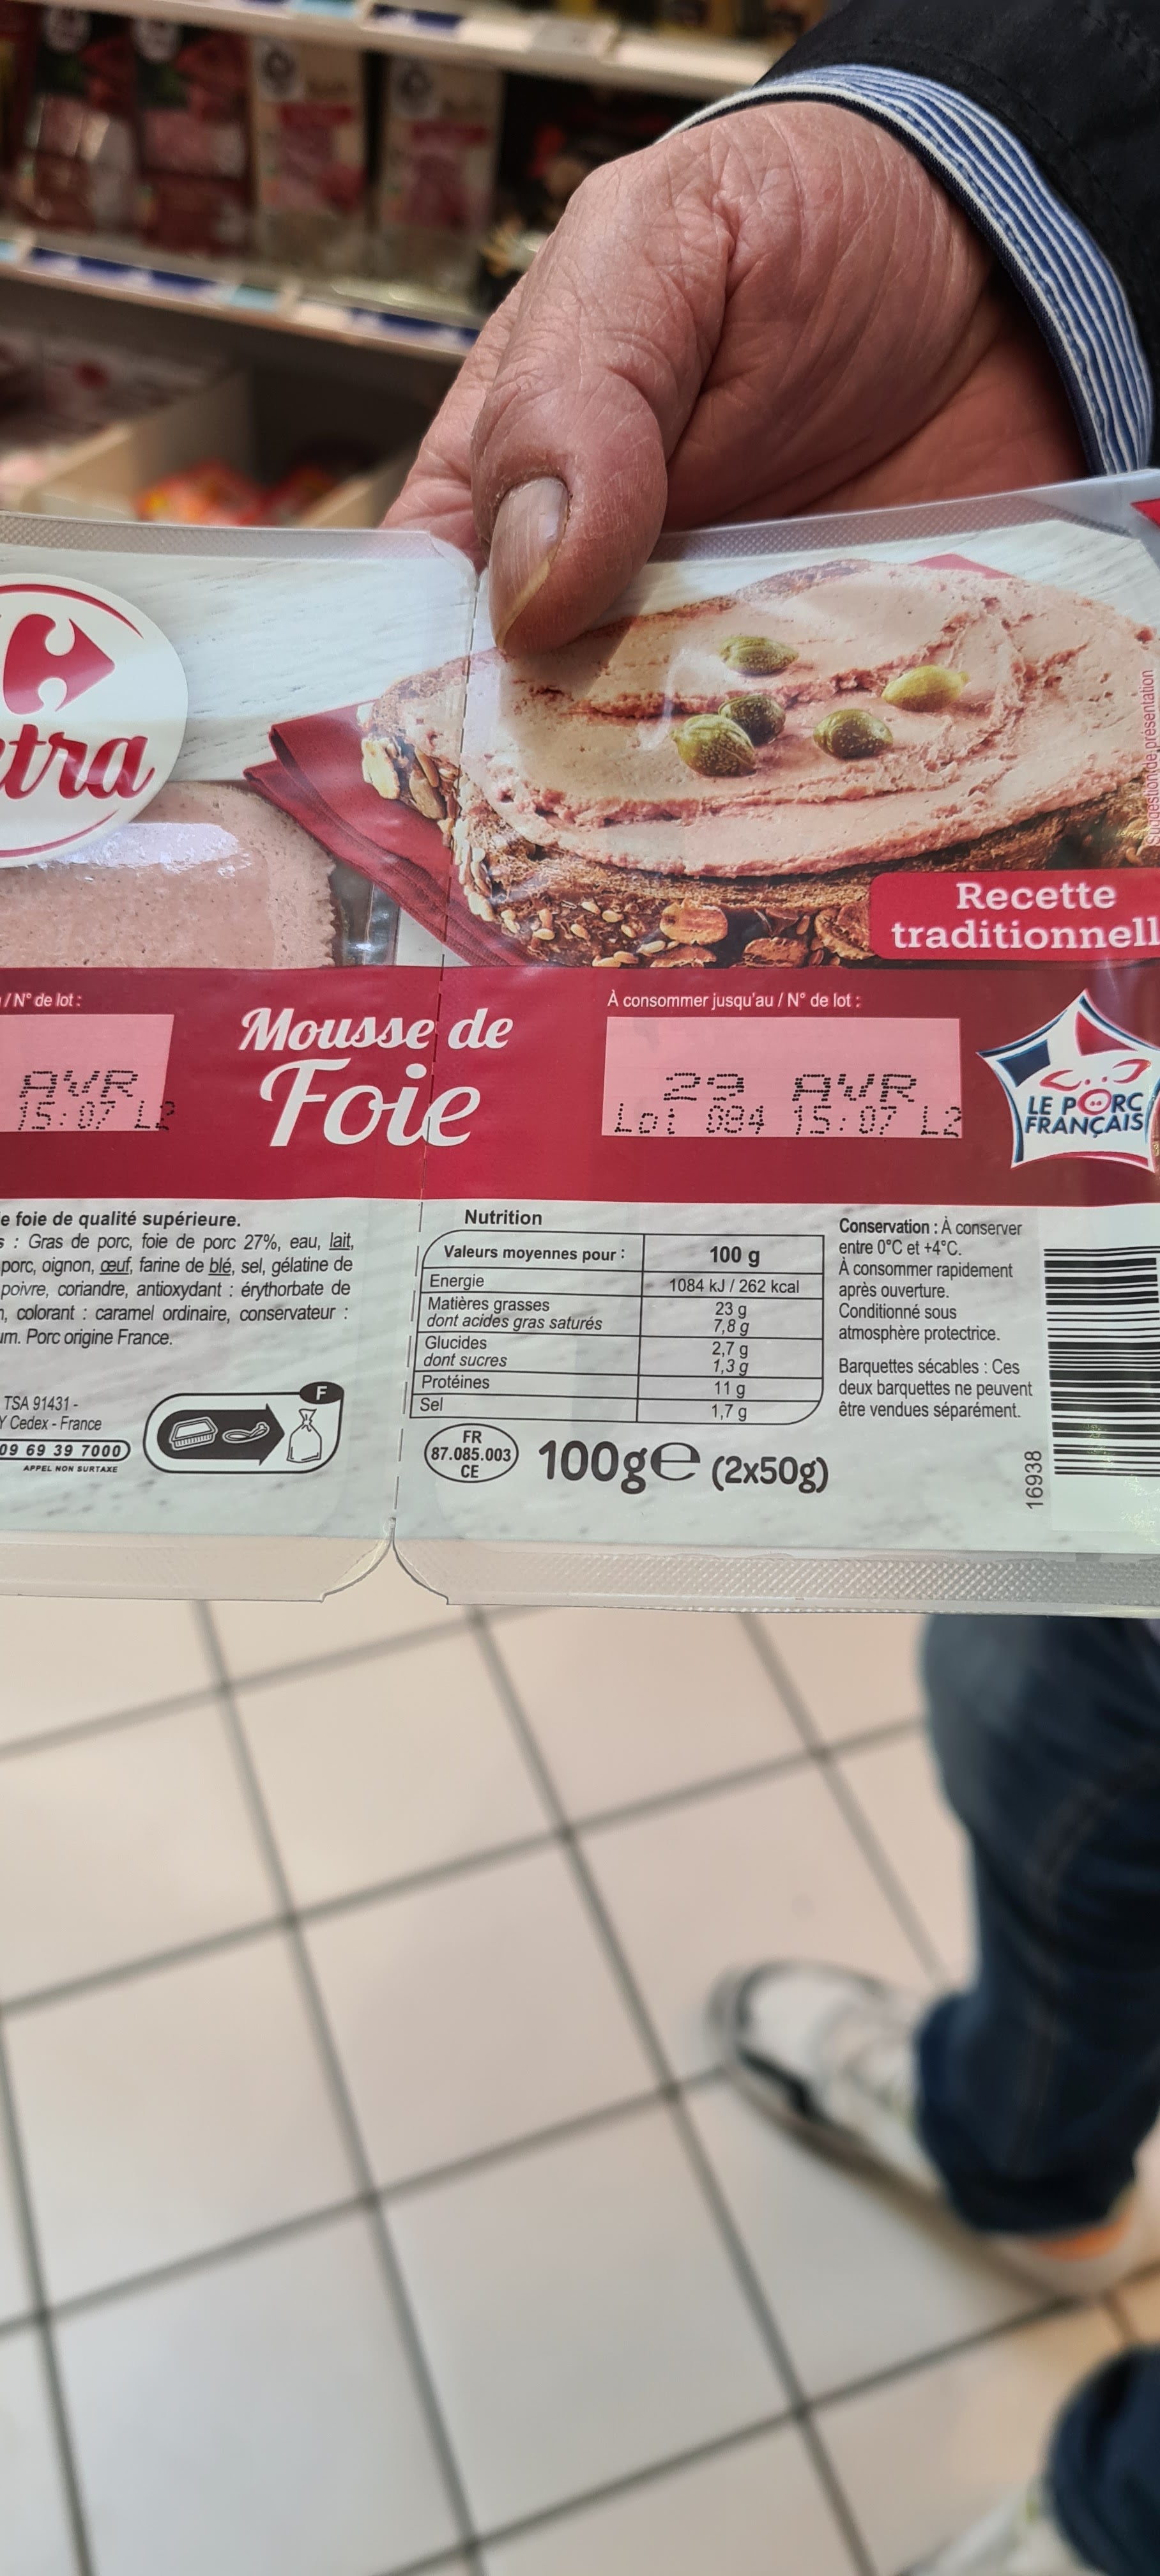 tra
Suggestion de présentation
Recette
traditionnell
/ N° de lot :
AVR
15:07 L2
Mousse de
Foie
À consommer jusqu'au / N° de lot :
29 AVR
Lot 084 15:07 L2
LE PORC
FRANÇAIS
e foie de qualité supérieure.
s : Gras de porc, foie de porc 27%, eau, lait,
porc, oignon, œuf, farine de blé, sel, gélatine de
poivre, coriandre, antioxydant : érythorbate de
, colorant : caramel ordinaire, conservateur :
um. Porc origine France.
TSA 91431 -
Y Cedex - France
09 69 39 7000
APPEL NON SURTAXE
F
Nutrition
Valeurs moyennes pour : 100 g
Energie 1084 kJ / 262 kcal
Matières grasses 23 g
dont acides gras saturés 7,8 g
Glucides 2,7 g
dont sucres 1,3 g
Protéines 11 g
Sel 1,7 g
FR
87.085.003
CE
100g℮ (2x50g)
Conservation : À conserver
entre 0°C et +4°C.
À consommer rapidement
après ouverture.
Conditionné sous
atmosphère protectrice.
Barquettes sécables : Ces
deux barquettes ne peuvent
être vendues séparément.
16938